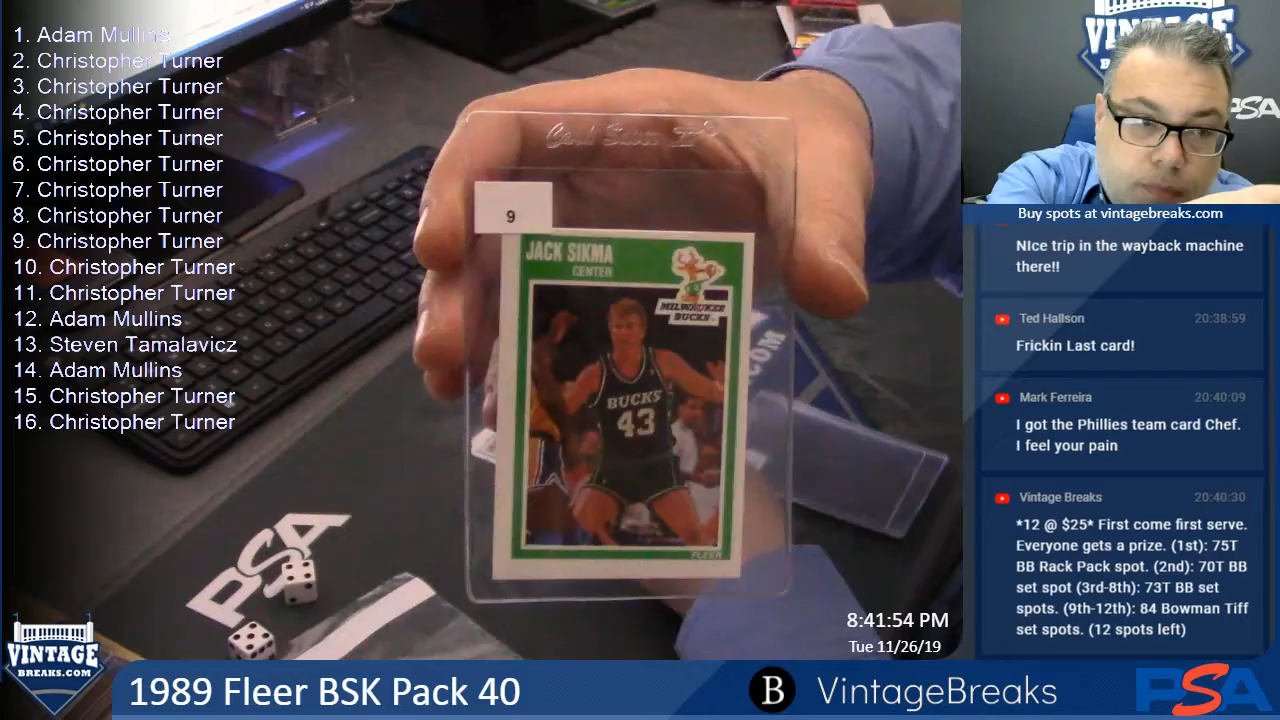 1. Adam Mullins
2. Christopher Turner
3. Christopher Turner
4. Christopher Turner
5. Christopher Turner
6. Christopher Turner
7. Christopher Turner
8. Christopher Turner
9. Christopher Turner
10. Christopher Turner
11. Christopher Turner
12. Adam Mullins
13. Steven Tamalavicz
14. Adam Mullins
15. Christopher Turner
16. Christopher Turner
Card Saver II®
9
JACK SIKMA
CENTER
MILWAUKEE
BUCKS
BUCKS
43
FLEER
.COM
PSA
8:41:54 PM
Tue 11/26/19
VINTAGE
PSA
Buy spots at vintagebreaks.com
NIce trip in the wayback machine
there!!
Ted Hallson 20:38:59
Frickin Last card!
Mark Ferreira 20:40:09
I got the Phillies team card Chef.
I feel your pain
Vintage Breaks 20:40:30
*12 @ $25* First come first serve.
Everyone gets a prize. (1st): 75T
BB Rack Pack spot. (2nd): 70T BB
set spot (3rd-8th): 73T BB set
spots. (9th-12th): 84 Bowman Tiff
set spots. (12 spots left)
VINTAGE
BREAKS.COM
1989 Fleer BSK Pack 40
B VintageBreaks
PSA